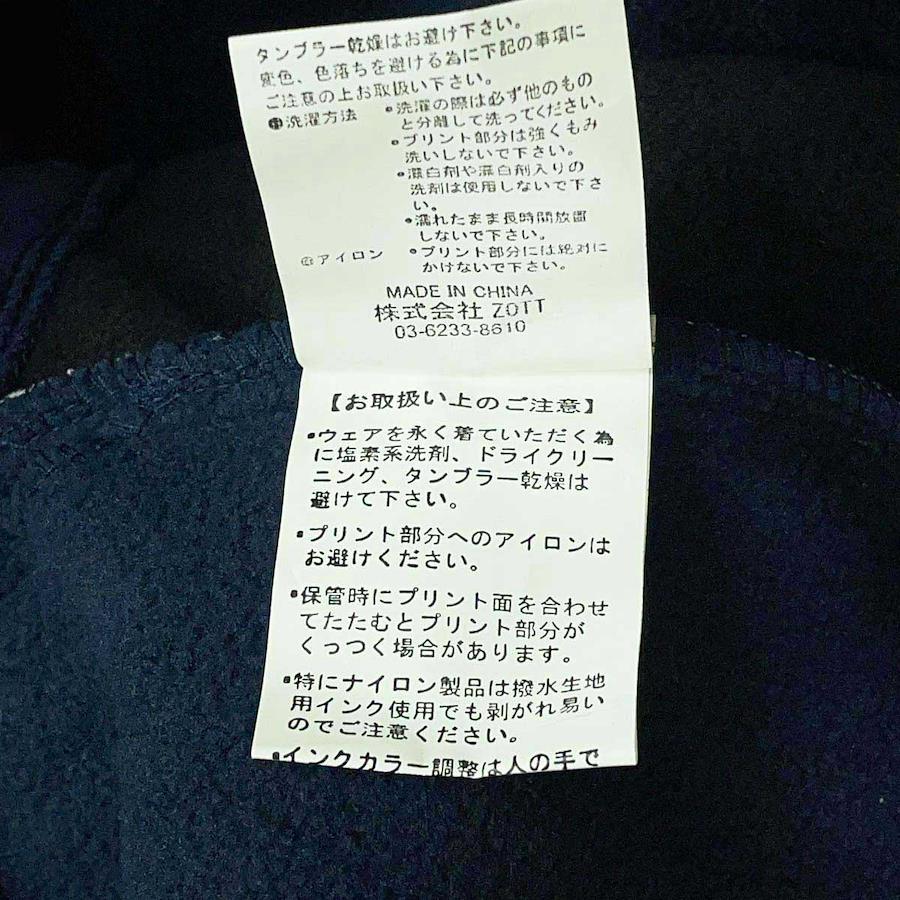 タンブラー乾燥はお避け下さい。
変色、色落ちを避ける為に下記の事項に
ご注意の上お取扱い下さい。
洗濯方法 •洗濯の際は必ず他のもの
と分離して洗ってください。
•プリント部分は強くもみ
洗いしないで下さい。
•漂白剤や漂白剤入りの
洗剤は使用しないで下さ
い。
•濡れたまま長時間放置
しないで下さい。
アイロン •プリント部分には絶対に
かけないで下さい。
MADE IN CHINA
株式会社 ZOTT
03-6233-8610
【お取扱い上のご注意】
•ウェアを永く着ていただく為
に塩素系洗剤、ドライクリー
ニング、タンブラー乾燥は
避けて下さい。
•プリント部分へのアイロンは
お避けください。
•保管時にプリント面を合わせ
てたたむとプリント部分が
くっつく場合があります。
•特にナイロン製品は撥水生地
用インク使用でも剥がれ易い
のでご注意ください。
•インクカラー調整は人の手で